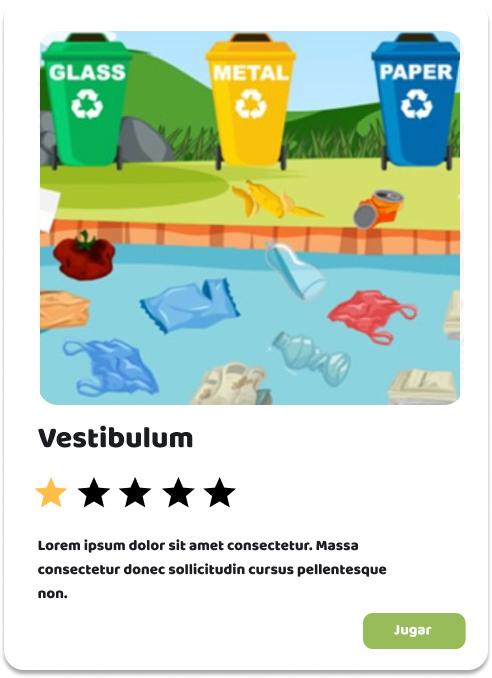 GLASS METAL PAPER
Vestibulum
Lorem ipsum dolor sit amet consectetur. Massa
consectetur donec sollicitudin cursus pellentesque
non.
Jugar